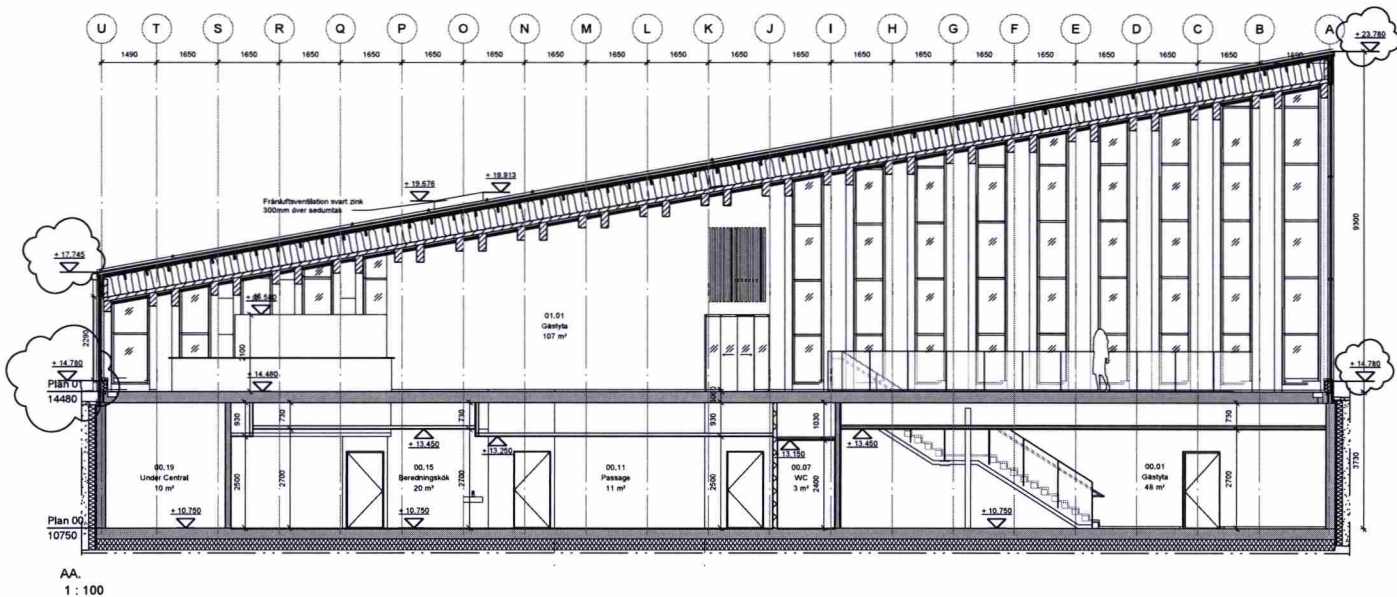 U T S R Q P O N M L K J I H G F E D C B A
1490 1650 1650 1650 1650 1650 1650 1650 1650 1650 1650 1650 1650 1650 1650 1650 1650 1650 1650
+ 23.780
+ 19.676
+ 19.913
Frånluftsventilation svart zink
300mm över sedumtak
+ 17.745
9300
2290
2100
01.01
Gästyta
107 m²
+ 14.780
+ 14.480
+ 14.780
Plan 01
14480
300
930
730
730
930
1030
730
+ 13.450
+ 13.250
+ 13.150
+ 13.450
00.19
Under Central
10 m²
2600
2700
00.15
Beredningskök
20 m²
2700
00.11
Passage
11 m²
2600
00.07
WC
3 m²
2400
00.01
Gästyta
48 m²
2700
3730
Plan 00
10750
+ 10.750
+ 10.750
+ 10.750
AA.
1 : 100